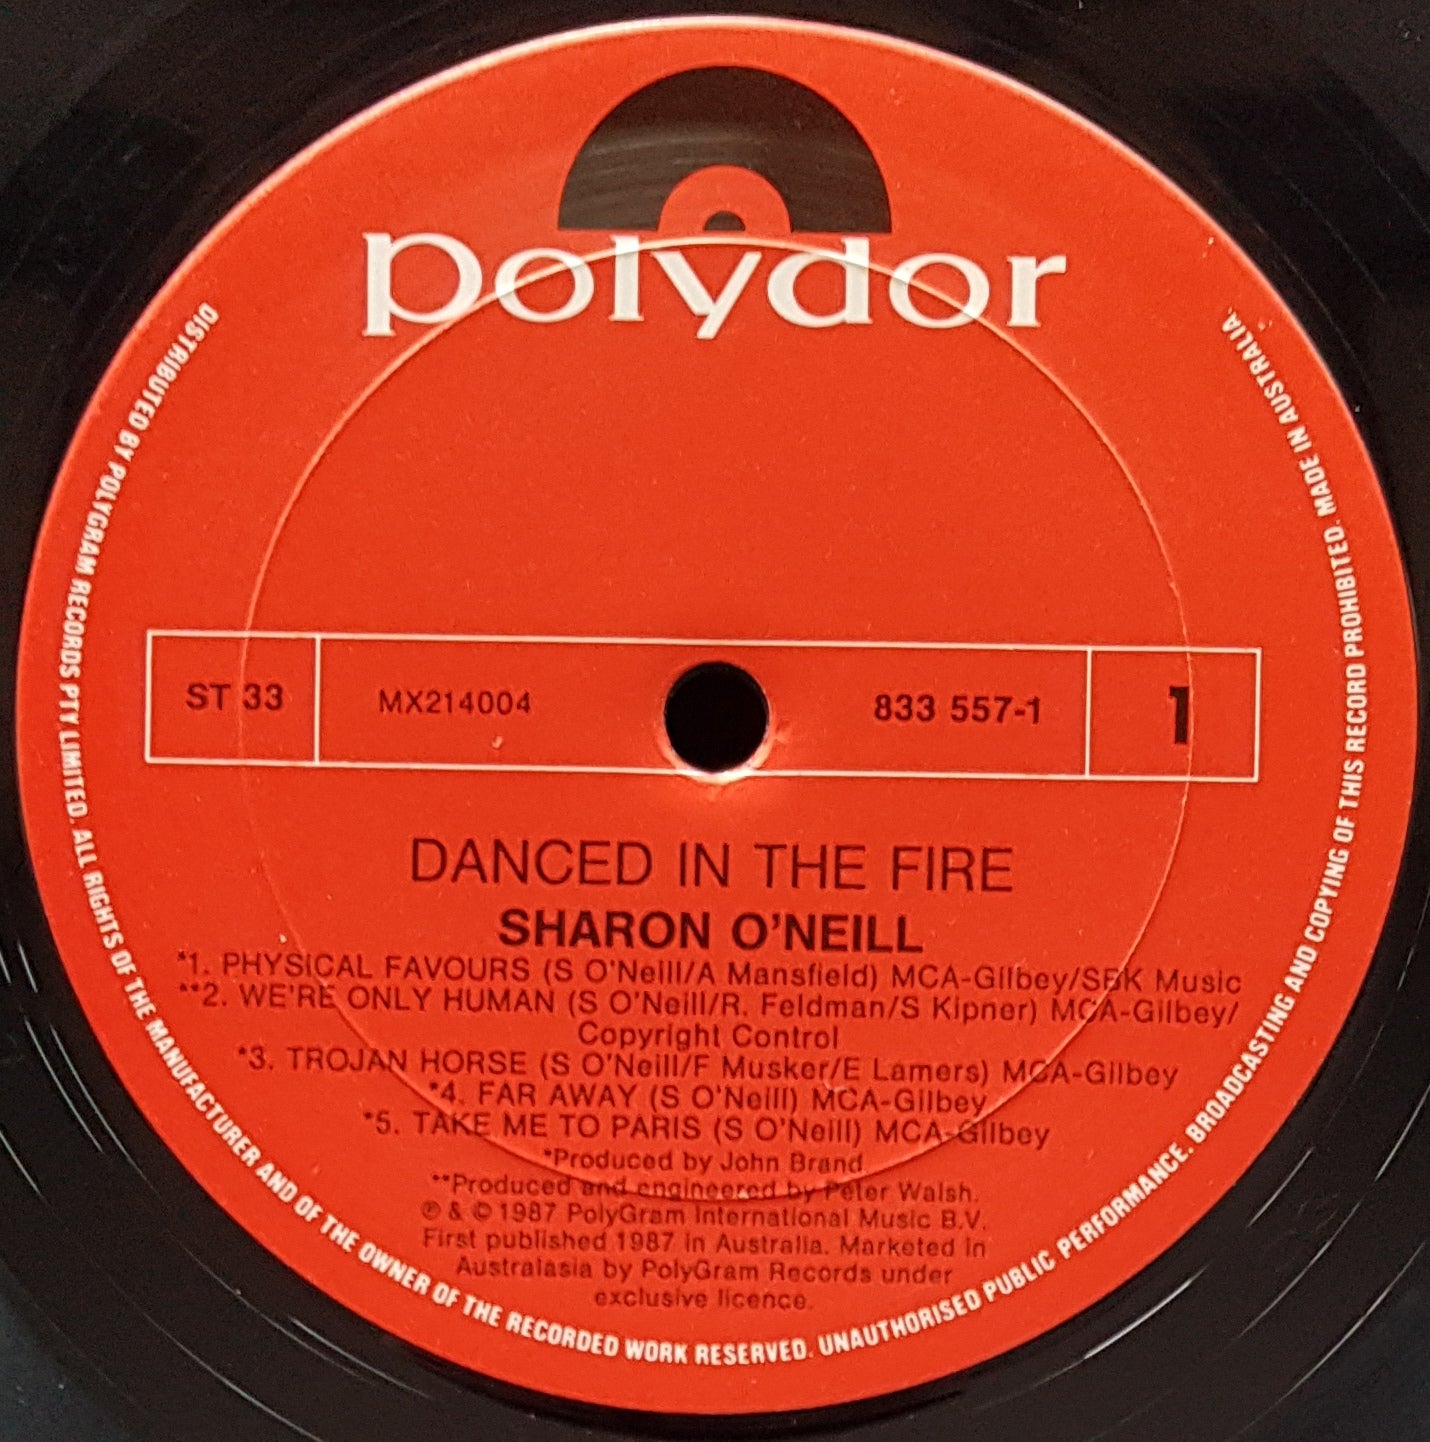 polydor
ST 33
MX214004
833 557-1
1
DANCED IN THE FIRE
SHARON O'NEILL
*1. PHYSICAL FAVOURS (S O'Neill/A Mansfield) MCA-Gilbey/SBK Music
**2. WE'RE ONLY HUMAN (S O'Neill/R. Feldman/S Kipner) MCA-Gilbey/
Copyright Control
*3. TROJAN HORSE (S O'Neill/F Musker/E Lamers) MCA-Gilbey
*4. FAR AWAY (S O'Neill) MCA-Gilbey
*5. TAKE ME TO PARIS (S O'Neill) MCA-Gilbey
*Produced by John Brand.
**Produced and engineered by Peter Walsh.
℗ & © 1987 PolyGram International Music B.V.
First published 1987 in Australia. Marketed in
Australasia by PolyGram Records under
exclusive licence.
DISTRIBUTED BY POLYGRAM RECORDS PTY LIMITED. ALL RIGHTS OF THE MANUFACTURER AND OF THE OWNER OF THE RECORDED WORK RESERVED. UNAUTHORISED PUBLIC PERFORMANCE. BROADCASTING AND COPYING OF THIS RECORD PROHIBITED. MADE IN AUSTRALIA.